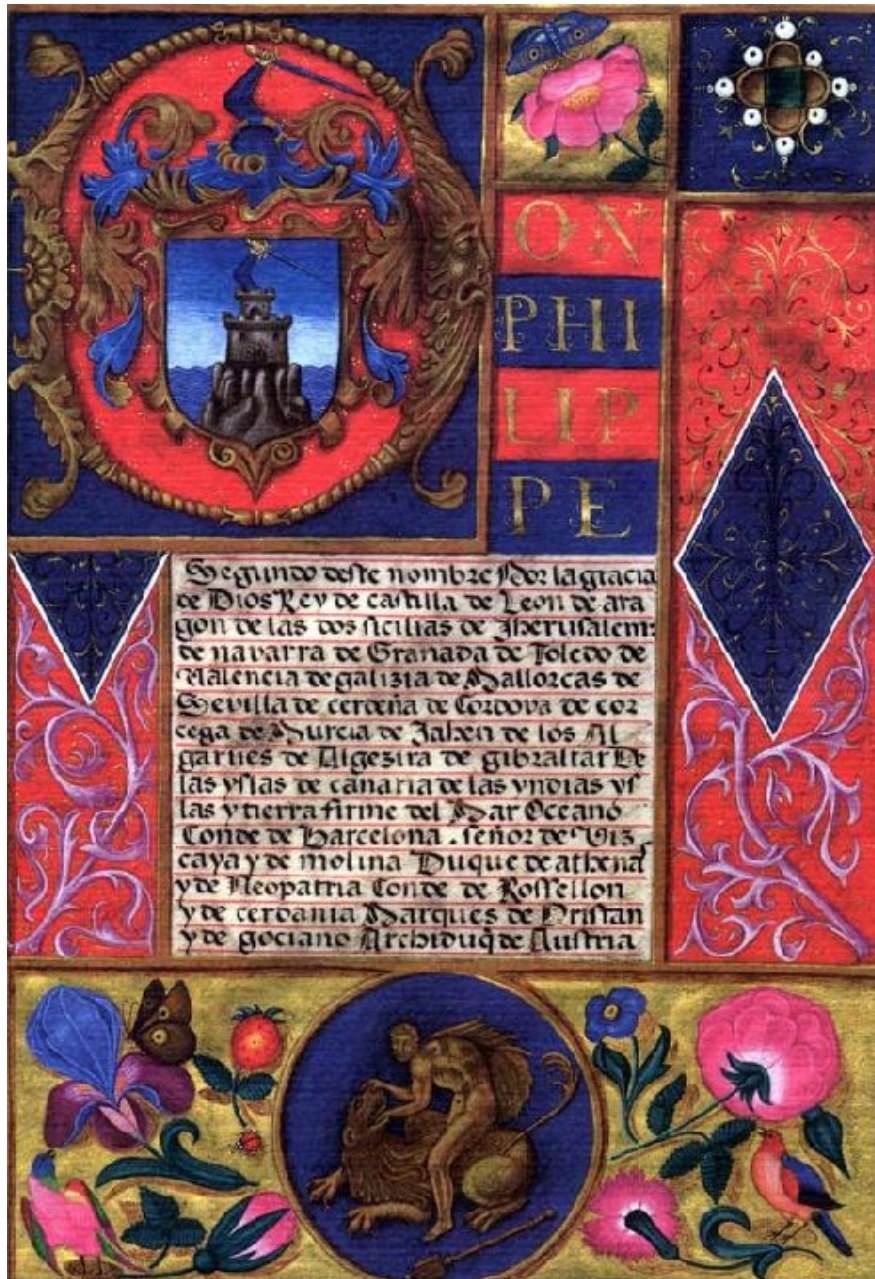 ON
PHI
LIP
PE
Segundo deste nombre Por la gracia
de Dios Rey de castilla de Leon de ara
gon de las dos sicilias de Iherusalem
de navarra de Granada de Toledo de
Valencia de galizia de Mallorcas de
Sevilla de cerdeña de Cordova de cor
cega de Murcia de Jahen de los Al
garves de Algezira de gibraltar De
las yslas de canaria de las yndias ys
las y tierra firme del Mar Oceano
Conde de Barcelona. señor de Viz
caya y de molina Duque de athenas
y de Neopatria Conde de Rossellon
y de cerdania Marques de Oristan
y de gociano Archiduq̃ de Austria